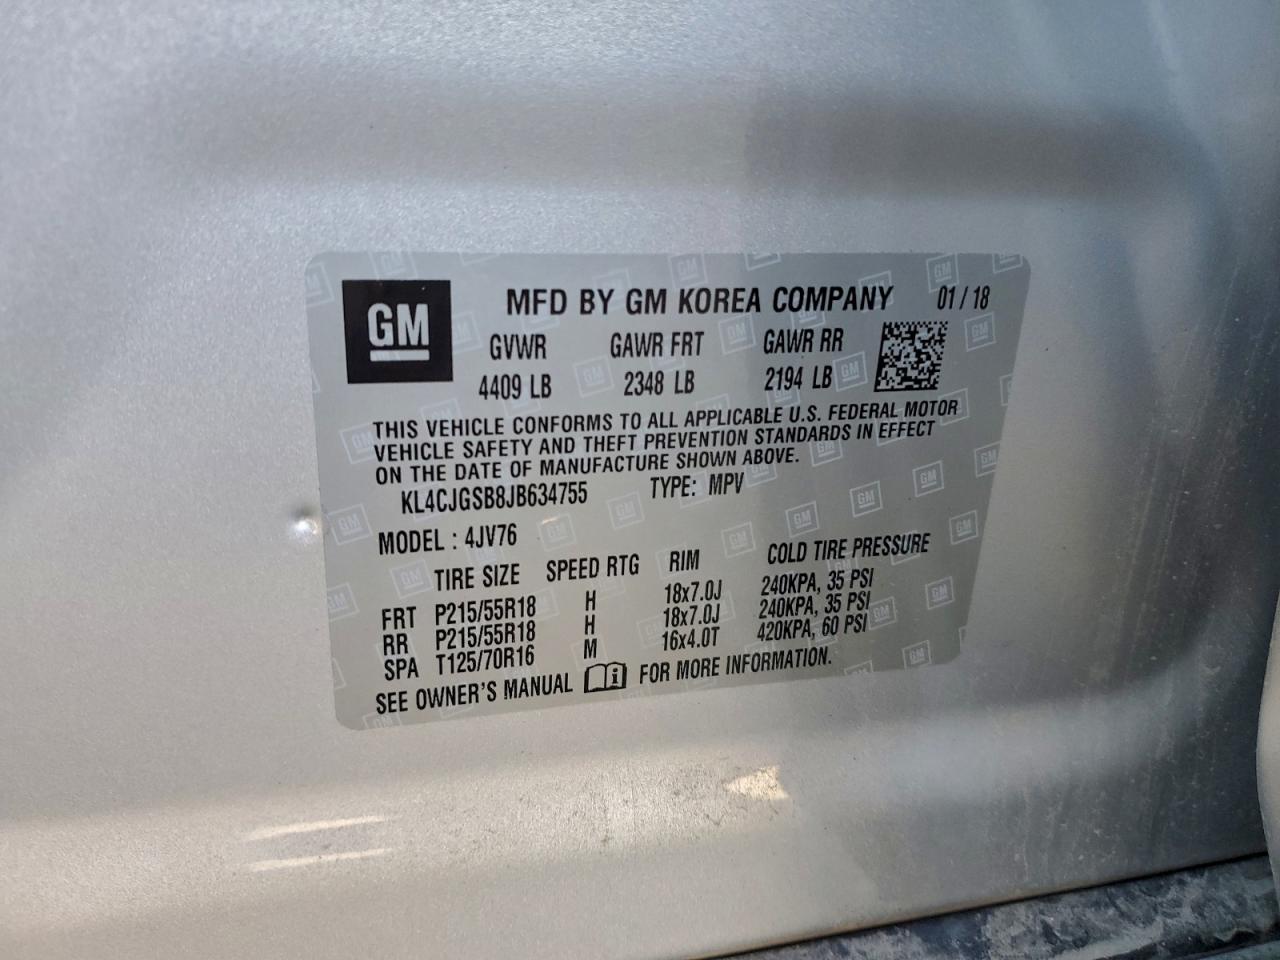 GM
MFD BY GM KOREA COMPANY 01 / 18
GVWR GAWR FRT GAWR RR
4409 LB 2348 LB 2194 LB
THIS VEHICLE CONFORMS TO ALL APPLICABLE U.S. FEDERAL MOTOR
VEHICLE SAFETY AND THEFT PREVENTION STANDARDS IN EFFECT
ON THE DATE OF MANUFACTURE SHOWN ABOVE.
KL4CJGSB8JB634755 TYPE: MPV
MODEL : 4JV76
TIRE SIZE SPEED RTG RIM COLD TIRE PRESSURE
FRT P215/55R18 H 18x7.0J 240KPA, 35 PSI
RR P215/55R18 H 18x7.0J 240KPA, 35 PSI
SPA T125/70R16 M 16x4.0T 420KPA, 60 PSI
SEE OWNER'S MANUAL FOR MORE INFORMATION.